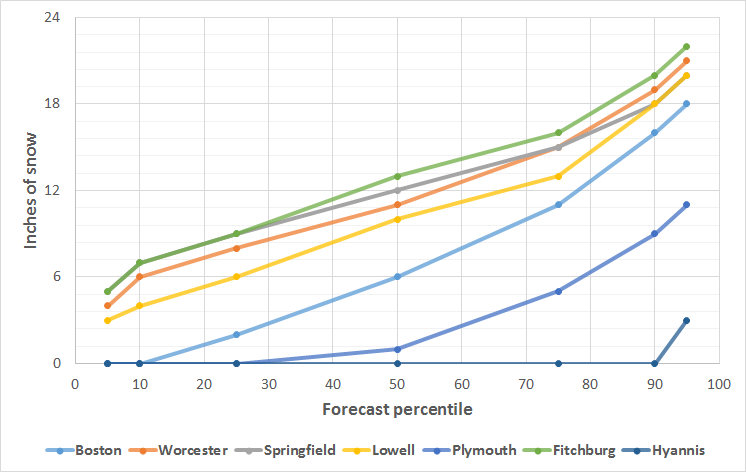 24
18
12
6
0
Inches of snow
0 10 20 30 40 50 60 70 80 90 100
Forecast percentile
Boston Worcester Springfield Lowell Plymouth Fitchburg Hyannis